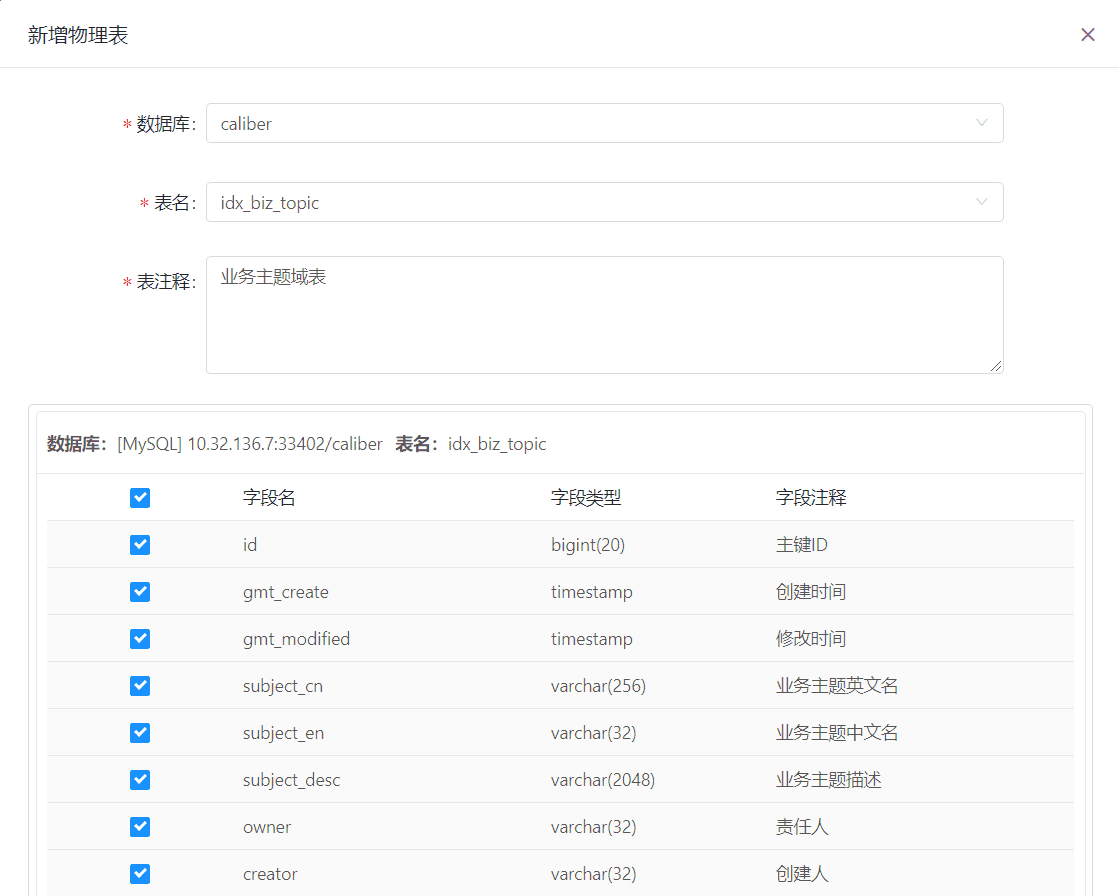 新增物理表
* 数据库: caliber
* 表名: idx_biz_topic
* 表注释: 业务主题域表
数据库: [MySQL] 10.32.136.7:33402/caliber 表名: idx_biz_topic
字段名 字段类型 字段注释
id bigint(20) 主键ID
gmt_create timestamp 创建时间
gmt_modified timestamp 修改时间
subject_cn varchar(256) 业务主题英文名
subject_en varchar(32) 业务主题中文名
subject_desc varchar(2048) 业务主题描述
owner varchar(32) 责任人
creator varchar(32) 创建人